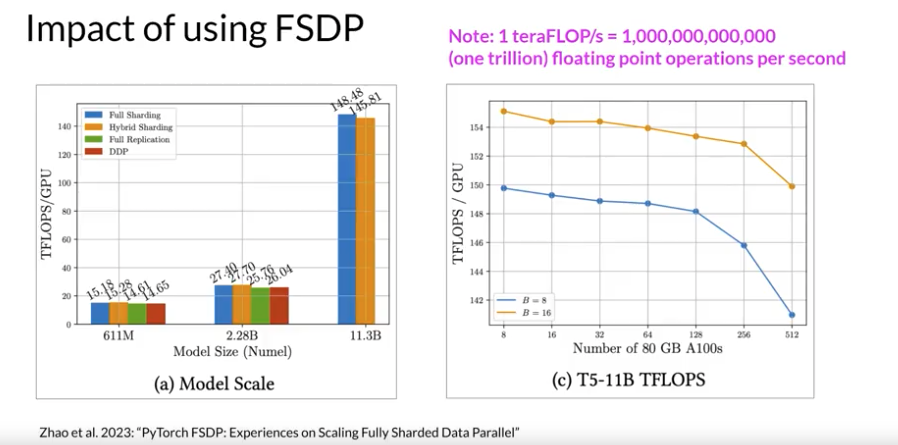 Impact of using FSDP
Note: 1 teraFLOP/s = 1,000,000,000,000
(one trillion) floating point operations per second
TFLOPS/GPU
140
120
100
80
60
40
20
0
Full Sharding
Hybrid Sharding
Full Replication
DDP
15.18
15.28
14.61
14.65
27.40
27.70
25.76
26.04
148.48
145.81
611M
2.28B
11.3B
Model Size (Numel)
(a) Model Scale
TFLOPS / GPU
154
152
150
148
146
144
142
B = 8
B = 16
8
16
32
64
128
256
512
Number of 80 GB A100s
(c) T5-11B TFLOPS
Zhao et al. 2023: “PyTorch FSDP: Experiences on Scaling Fully Sharded Data Parallel”